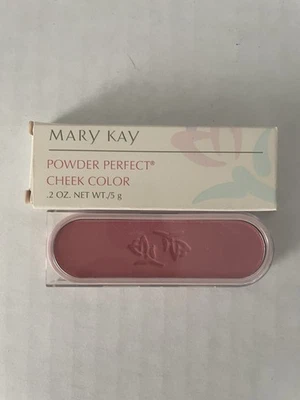 MARY KAY
POWDER PERFECT®
CHEEK COLOR
.2 OZ. NET WT./5 g